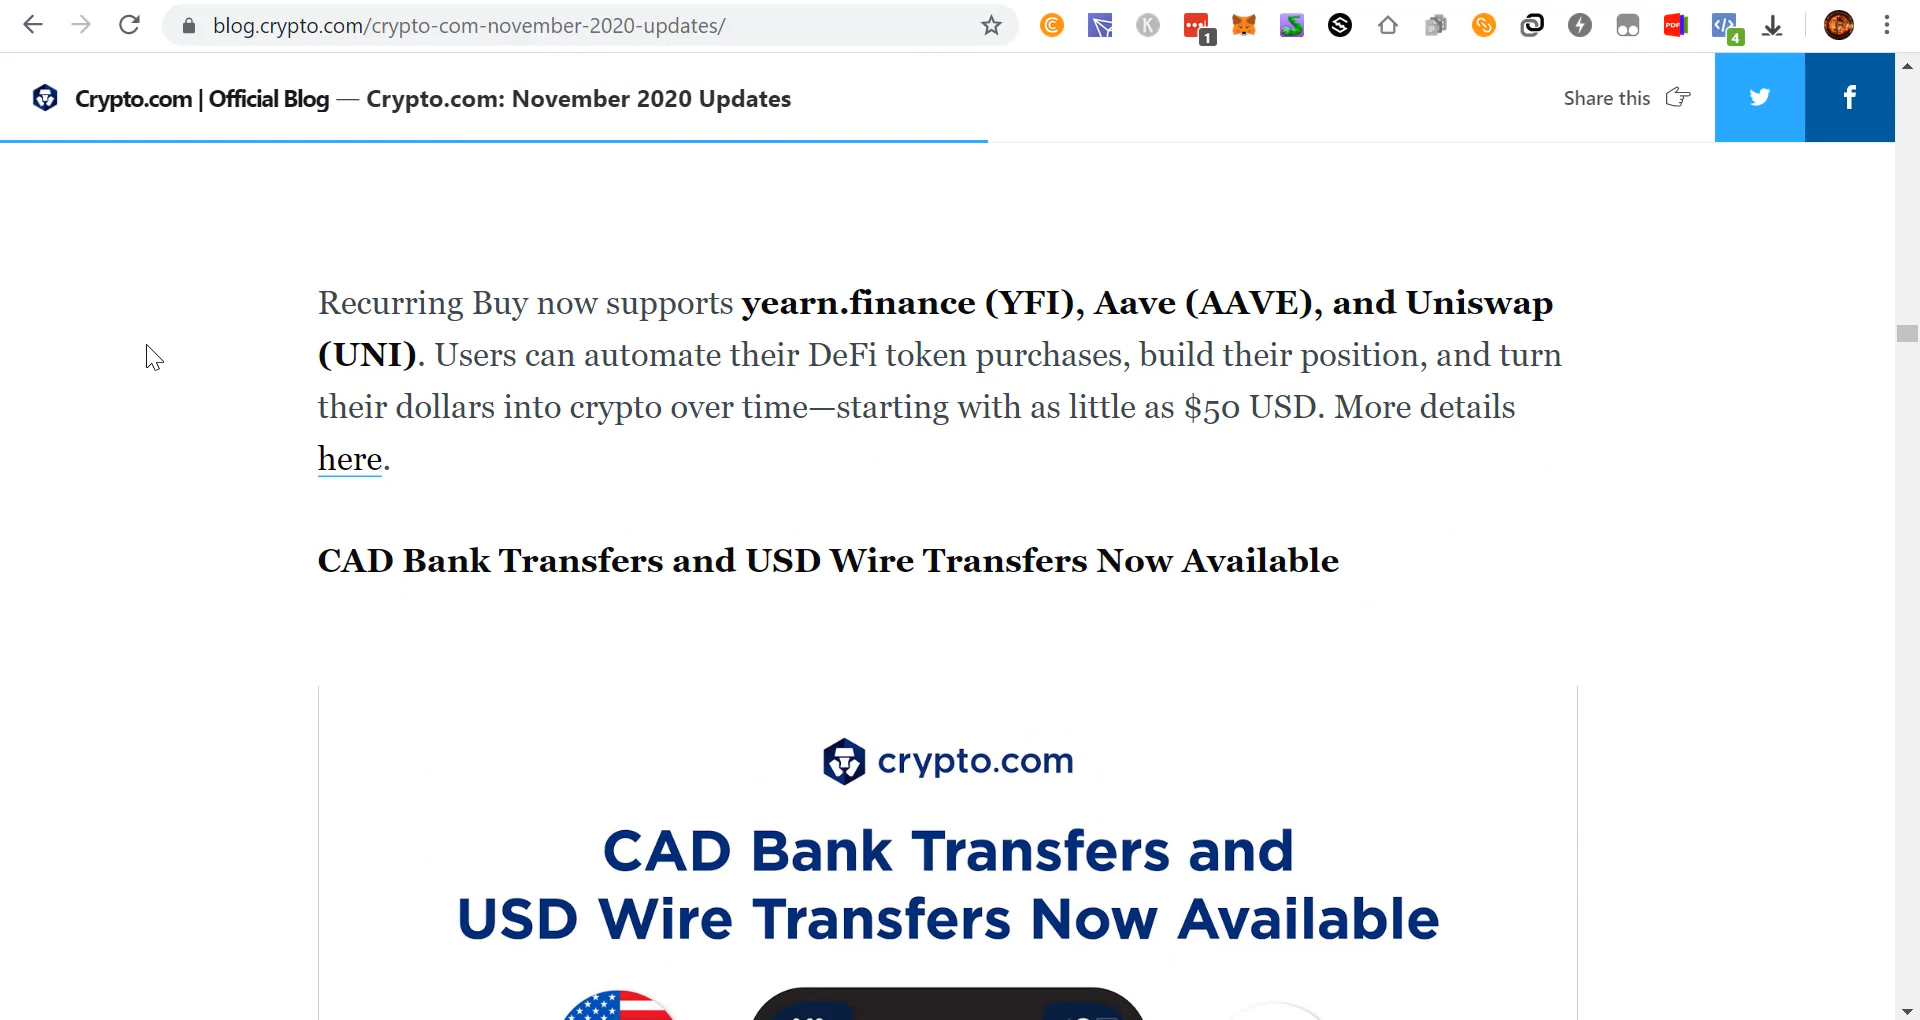 blog.crypto.com/crypto-com-november-2020-updates/
1
PDF
4
Crypto.com | Official Blog — Crypto.com: November 2020 Updates
Share this
Recurring Buy now supports yearn.finance (YFI), Aave (AAVE), and Uniswap
(UNI). Users can automate their DeFi token purchases, build their position, and turn
their dollars into crypto over time—starting with as little as $50 USD. More details
here.
CAD Bank Transfers and USD Wire Transfers Now Available
crypto.com
CAD Bank Transfers and
USD Wire Transfers Now Available